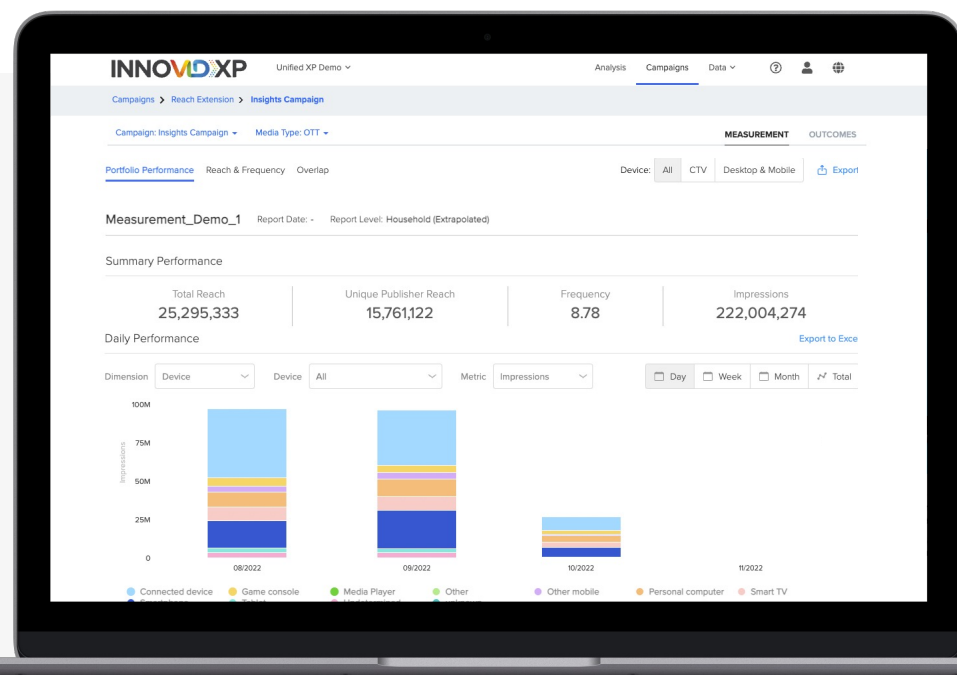 INNOVIDXP Unified XP Demo Analysis Campaigns Data ?
Campaigns > Reach Extension > Insights Campaign
Campaign: Insights Campaign Media Type: OTT MEASUREMENT OUTCOMES
Portfolio Performance Reach & Frequency Overlap Device: All CTV Desktop & Mobile Export
Measurement_Demo_1 Report Date: - Report Level: Household (Extrapolated)
Summary Performance
Total Reach Unique Publisher Reach Frequency Impressions
25,295,333 15,761,122 8.78 222,004,274
Daily Performance Export to Exce
Dimension Device Device All Metric Impressions Day Week Month Total
100M
75M
Impressions
50M
25M
0
08/2022 09/2022 10/2022 11/2022
Connected device Game console Media Player Other Other mobile Personal computer Smart TV